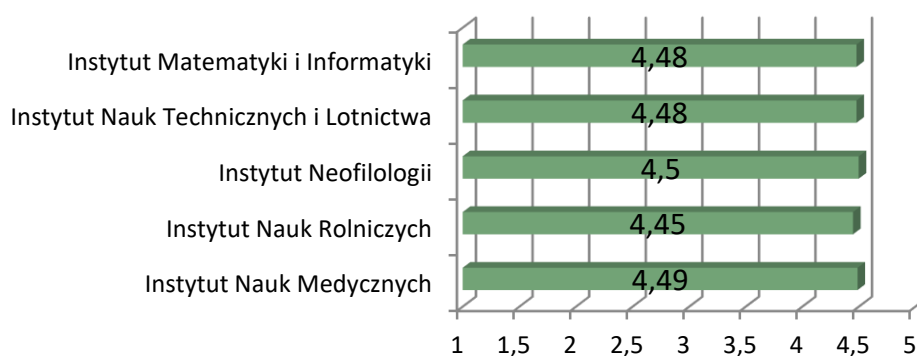 Instytut Matematyki i Informatyki 4,48
Instytut Nauk Technicznych i Lotnictwa 4,48
Instytut Neofilologii 4,5
Instytut Nauk Rolniczych 4,45
Instytut Nauk Medycznych 4,49
1 1,5 2 2,5 3 3,5 4 4,5 5